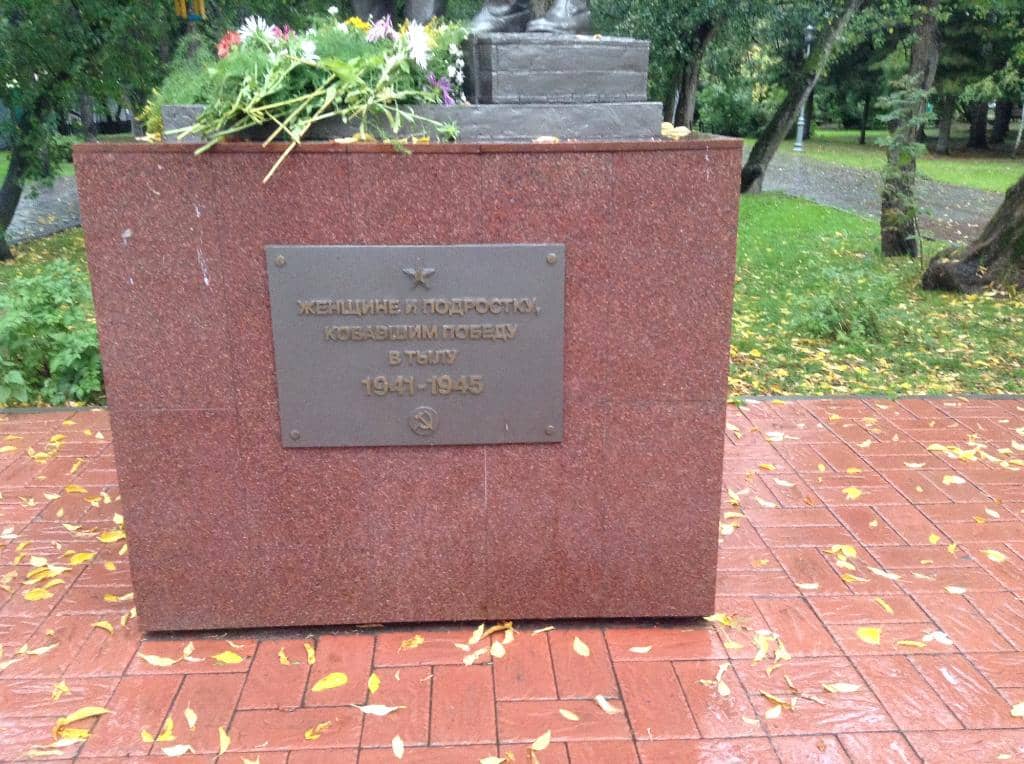 ЖЕНЩИНЕ И ПОДРОСТКУ,
КОВАВШИМ ПОБЕДУ
В ТЫЛУ
1941-1945